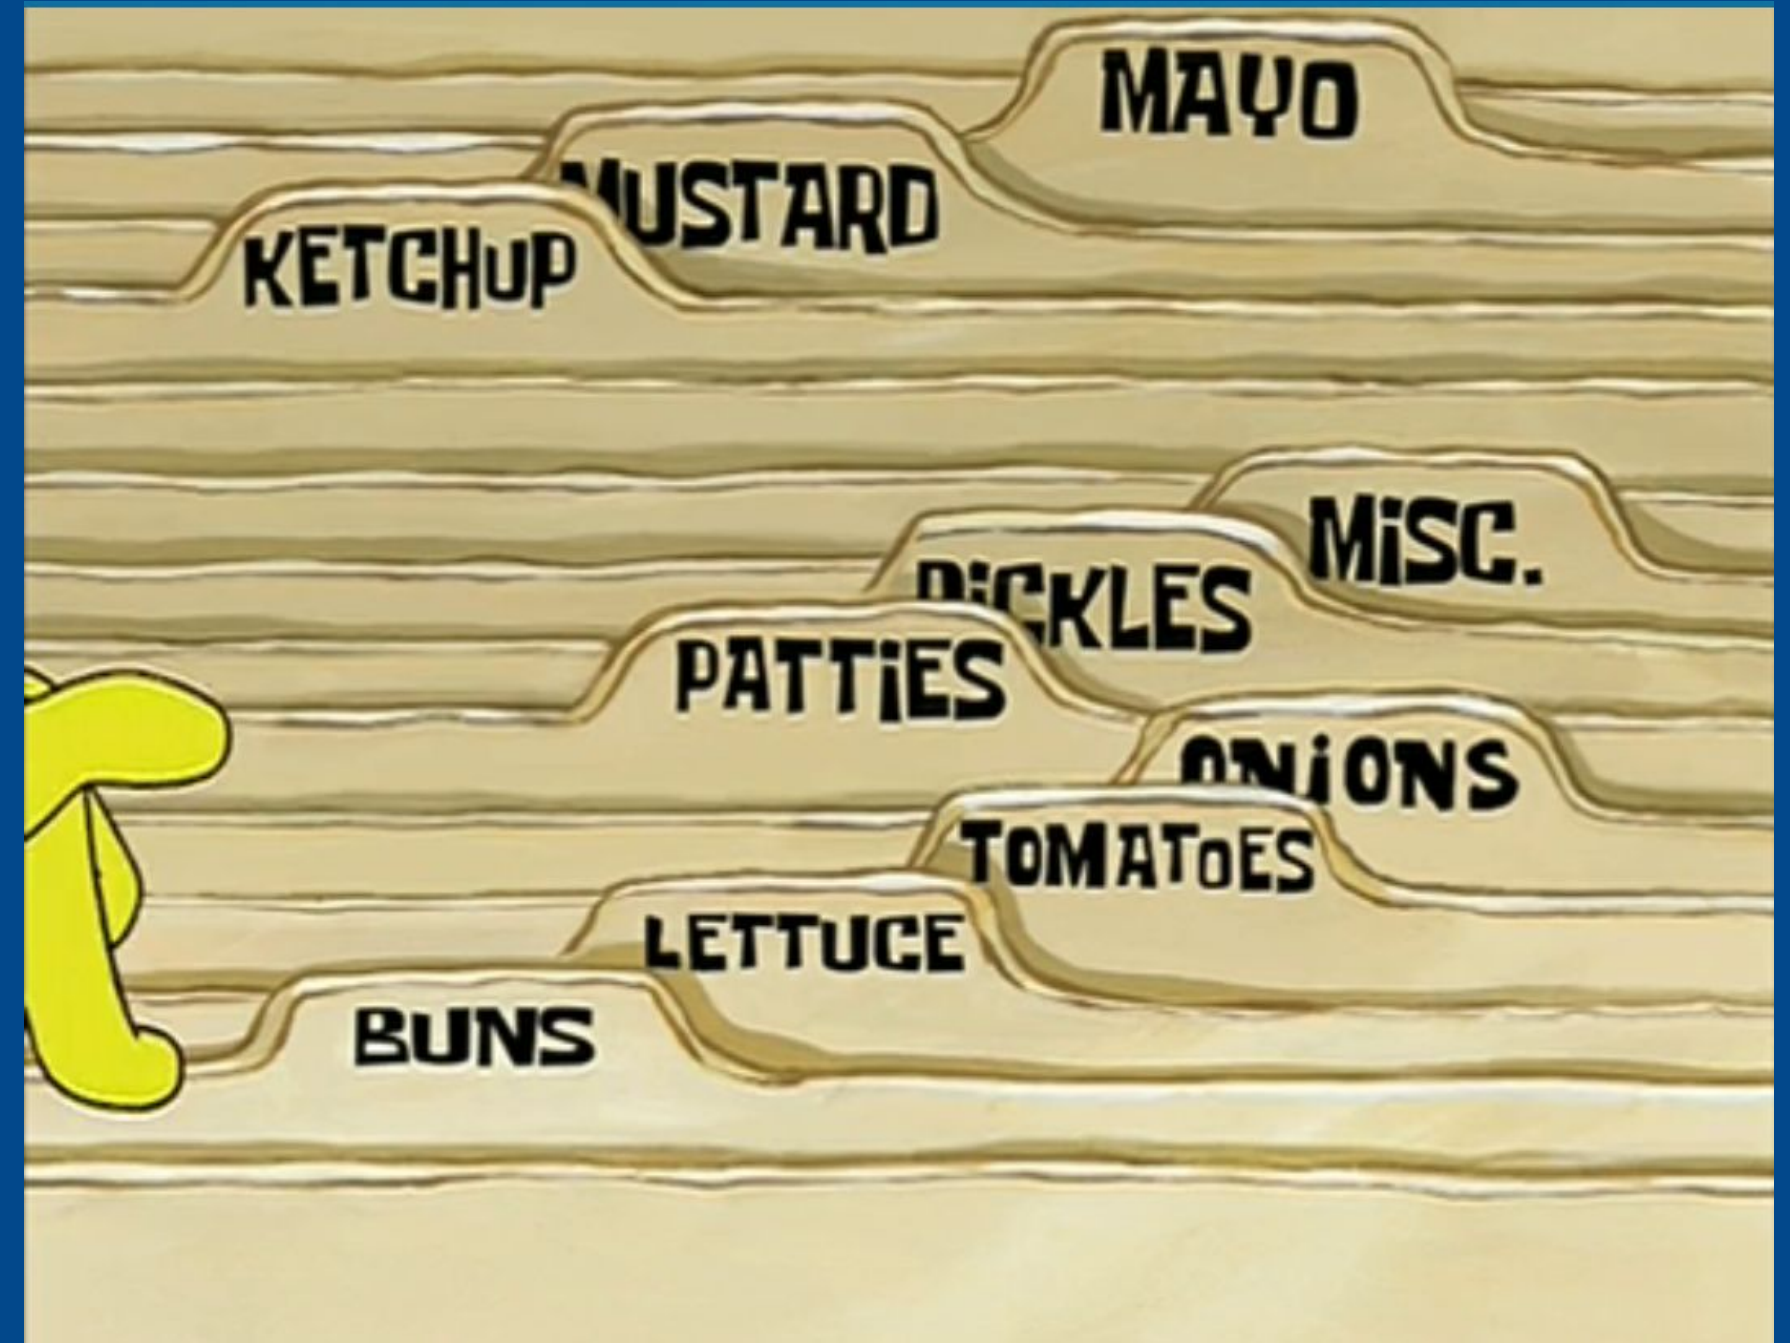 MAYO
MUSTARD
KETCHUP
MiSC.
PiCKLES
PATTiES
ONiONS
TOMATOES
LETTUCE
BUNS